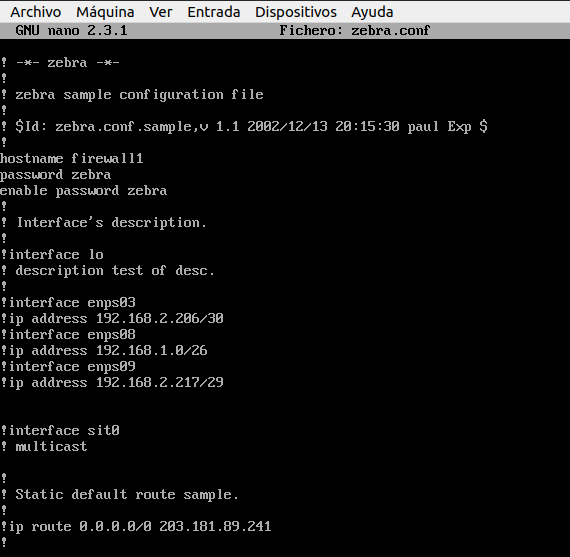 Archivo Máquina Ver Entrada Dispositivos Ayuda
GNU nano 2.3.1 Fichero: zebra.conf
! -*- zebra -*-
!
! zebra sample configuration file
!
! $Id: zebra.conf.sample,v 1.1 2002/12/13 20:15:30 paul Exp $
!
hostname firewall1
password zebra
enable password zebra
!
! Interface's description.
!
!interface lo
! description test of desc.
!
!interface enps03
!ip address 192.168.2.206/30
!interface enps08
!ip address 192.168.1.0/26
!interface enps09
!ip address 192.168.2.217/29
!interface sit0
! multicast
!
! Static default route sample.
!
!ip route 0.0.0.0/0 203.181.89.241
!